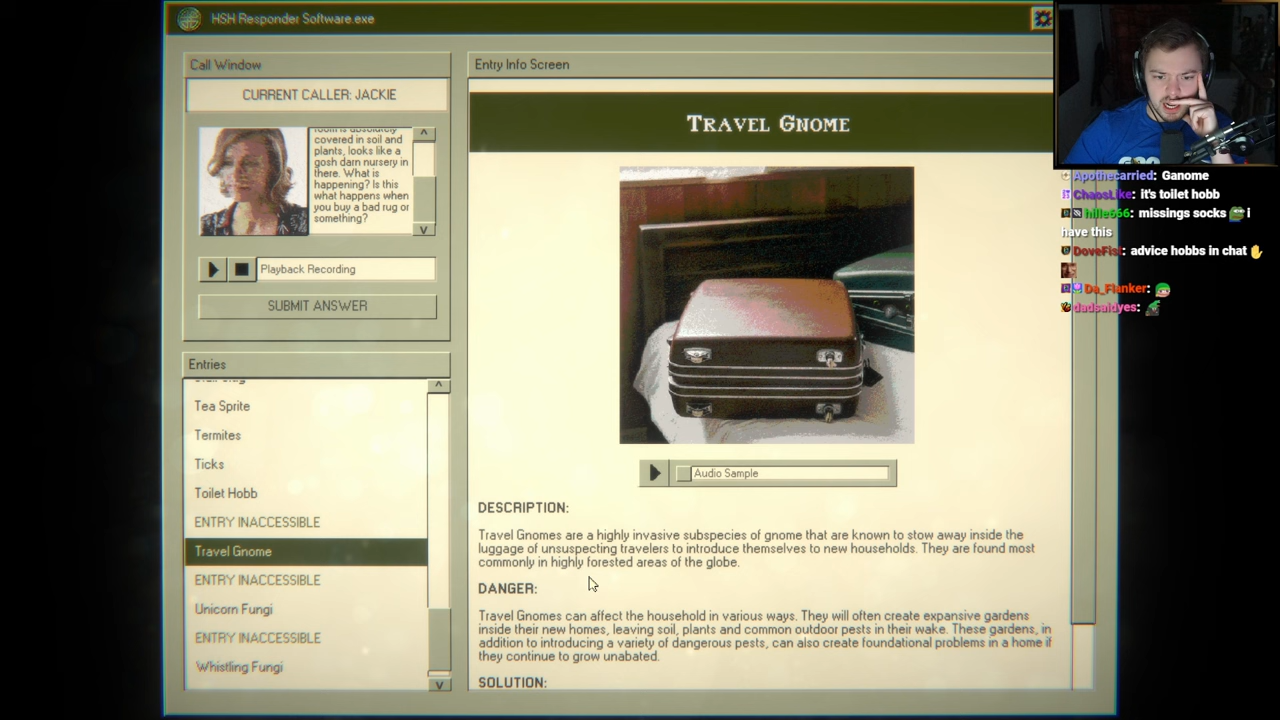 HSH Responder Software.exe
Call Window
CURRENT CALLER: JACKIE
room is absolutely
covered in soil and
plants, looks like a
gosh darn nursery in
there. What is
happening? Is this
what happens when
you buy a bad rug or
something?
Playback Recording
SUBMIT ANSWER
Entries
Tea Sprite
Termites
Ticks
Toilet Hobb
ENTRY INACCESSIBLE
Travel Gnome
ENTRY INACCESSIBLE
Unicorn Fungi
ENTRY INACCESSIBLE
Whistling Fungi
Entry Info Screen
TRAVEL GNOME
Audio Sample
DESCRIPTION:
Travel Gnomes are a highly invasive subspecies of gnome that are known to stow away inside the
luggage of unsuspecting travelers to introduce themselves to new households. They are found most
commonly in highly forested areas of the globe.
DANGER:
Travel Gnomes can affect the household in various ways. They will often create expansive gardens
inside their new homes, leaving soil, plants and common outdoor pests in their wake. These gardens, in
addition to introducing a variety of dangerous pests, can also create foundational problems in a home if
they continue to grow unabated.
SOLUTION:
Apothecarried: Ganome
ChaosLike: it's toilet hobb
hille666: missings socks i
have this
DoveFist: advice hobbs in chat
Da_Flanker:
dadsaidyes: